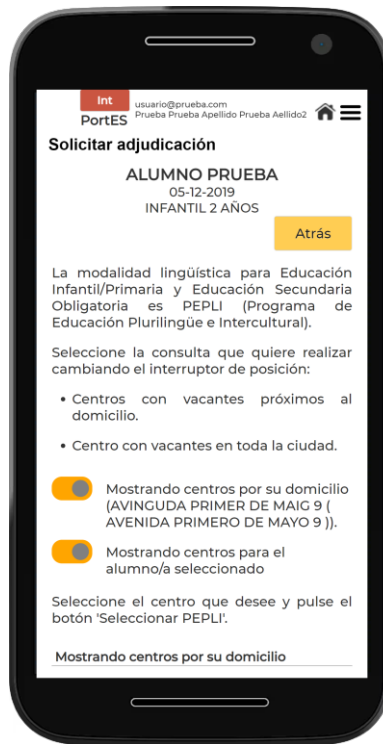 Int
PortES
usuario@prueba.com
Prueba Prueba Apellido Prueba Aellido2
Solicitar adjudicación
ALUMNO PRUEBA
05-12-2019
INFANTIL 2 AÑOS
Atrás
La modalidad lingüística para Educación
Infantil/Primaria y Educación Secundaria
Obligatoria es PEPLI (Programa de
Educación Plurilingüe e Intercultural).
Seleccione la consulta que quiere realizar
cambiando el interruptor de posición:
• Centros con vacantes próximos al
domicilio.
• Centro con vacantes en toda la ciudad.
Mostrando centros por su domicilio
(AVINGUDA PRIMER DE MAIG 9 (
AVENIDA PRIMERO DE MAYO 9 )).
Mostrando centros para el
alumno/a seleccionado
Seleccione el centro que desee y pulse el
botón 'Seleccionar PEPLI'.
Mostrando centros por su domicilio